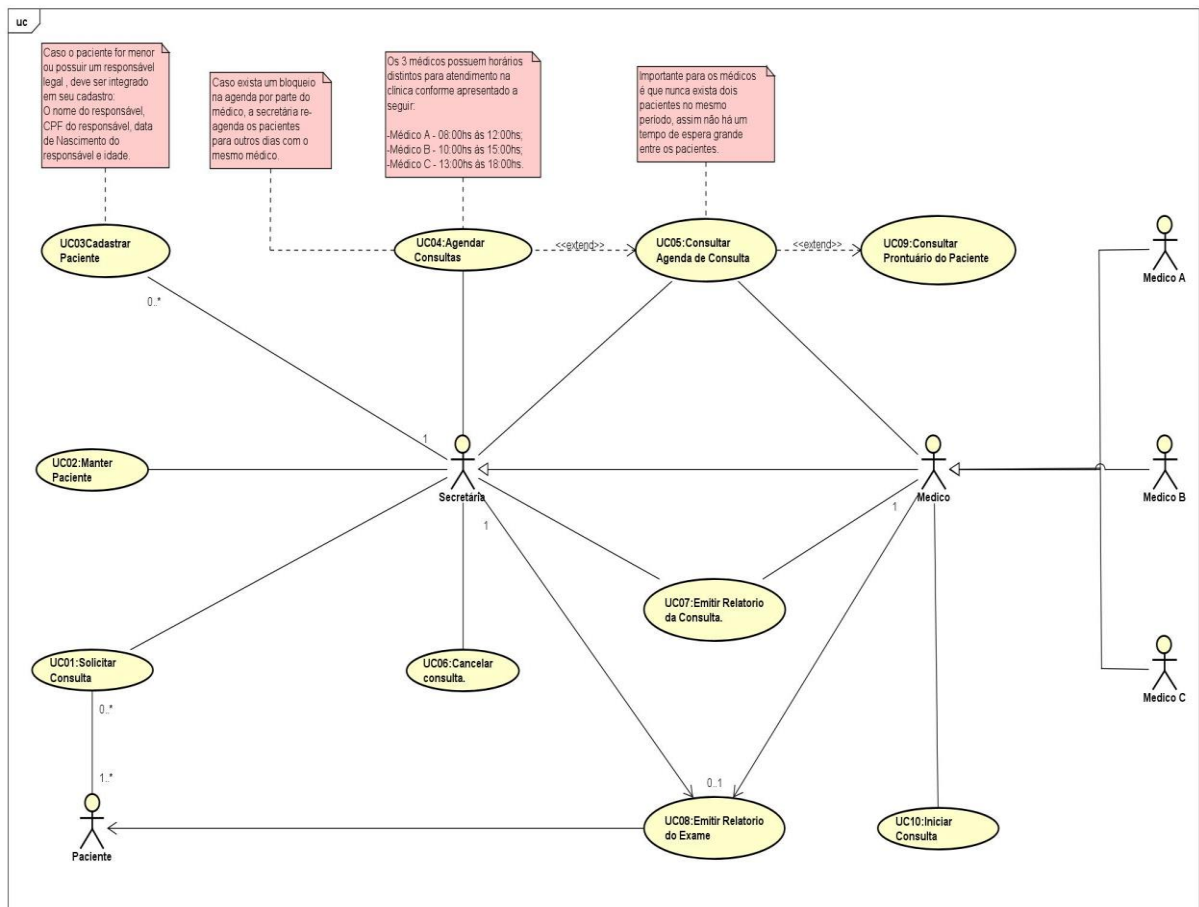 uc
Caso o paciente for menor
ou possuir um responsável
legal , deve ser integrado
em seu cadastro:
O nome do responsável,
CPF do responsável, data
de Nascimento do
responsável e idade.
Caso exista um bloqueio
na agenda por parte do
médico, a secretária re-
agenda os pacientes
para outros dias com o
mesmo médico.
Os 3 médicos possuem horários
distintos para atendimento na
clínica conforme apresentado a
seguir:
-Médico A - 08:00hs ás 12:00hs;
-Médico B - 10:00hs ás 15:00hs;
-Médico C - 13:00hs ás 18:00hs.
Importante para os médicos
é que nunca exista dois
pacientes no mesmo
período, assim não há um
tempo de espera grande
entre os pacientes.
UC03Cadastrar
Paciente
UC04:Agendar
Consultas
<<extend>>
UC05:Consultar
Agenda de Consulta
<<extend>>
UC09:Consultar
Prontuário do Paciente
Medico A
0..*
1
UC02:Manter
Paciente
Secretária
Medico
Medico B
1
1
UC07:Emitir Relatorio
da Consulta.
UC01:Solicitar
Consulta
UC06:Cancelar
consulta.
Medico C
0..*
1..*
0..1
UC08:Emitir Relatorio
do Exame
UC10:Iniciar
Consulta
Paciente